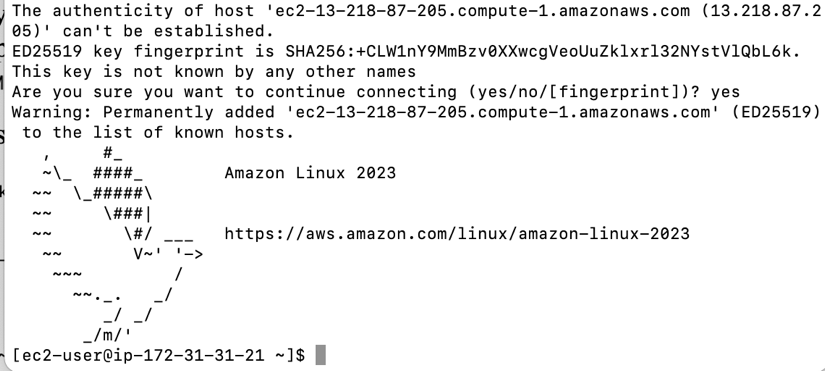 The authenticity of host 'ec2-13-218-87-205.compute-1.amazonaws.com (13.218.87.2
05)' can't be established.
ED25519 key fingerprint is SHA256:+CLW1nY9MmBzv0XXwcgVeoUuZklxrl32NYstVlQbL6k.
This key is not known by any other names
Are you sure you want to continue connecting (yes/no/[fingerprint])? yes
Warning: Permanently added 'ec2-13-218-87-205.compute-1.amazonaws.com' (ED25519)
 to the list of known hosts.
   ,     #_
   ~\_  ####_        Amazon Linux 2023
  ~~  \_#####\
  ~~     \###|
  ~~       \#/ ___   https://aws.amazon.com/linux/amazon-linux-2023
   ~~       V~' '->
    ~~~         /
      ~~._.   _/
         _/ _/
       _/m/'
[ec2-user@ip-172-31-31-21 ~]$